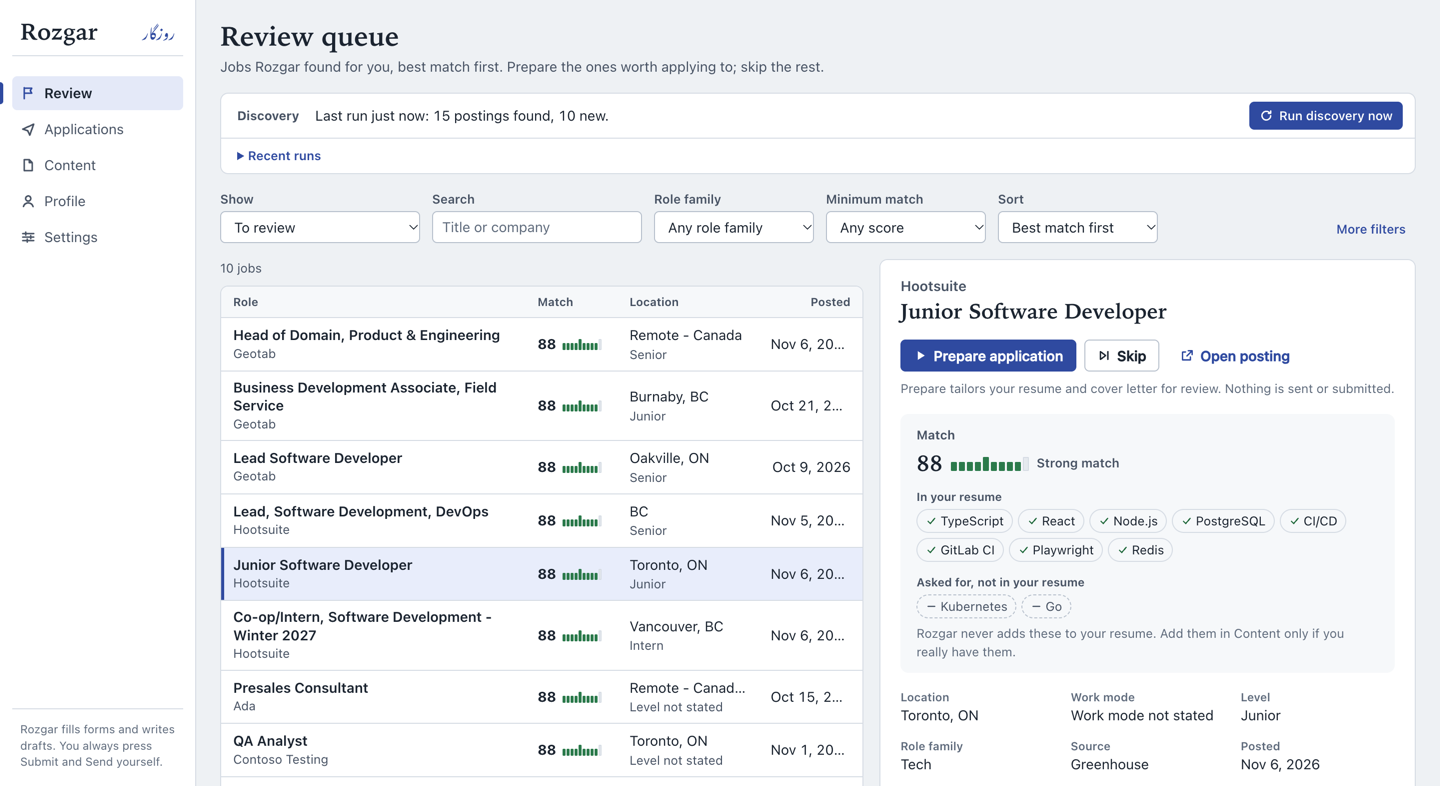 Rozgar
روزگار
Review
Applications
Content
Profile
Settings
Rozgar fills forms and writes
drafts. You always press
Submit and Send yourself.
Review queue
Jobs Rozgar found for you, best match first. Prepare the ones worth applying to; skip the rest.
Discovery Last run just now: 15 postings found, 10 new.
Run discovery now
Recent runs
Show Search Role family Minimum match Sort
To review Title or company Any role family Any score Best match first
More filters
10 jobs
Role Match Location Posted
Head of Domain, Product & Engineering
Geotab
88
Remote - Canada
Senior
Nov 6, 20...
Business Development Associate, Field
Service
Geotab
88
Burnaby, BC
Junior
Oct 21, 2...
Lead Software Developer
Geotab
88
Oakville, ON
Senior
Oct 9, 2026
Lead, Software Development, DevOps
Hootsuite
88
BC
Senior
Nov 5, 20...
Junior Software Developer
Hootsuite
88
Toronto, ON
Junior
Nov 6, 20...
Co-op/Intern, Software Development -
Winter 2027
Hootsuite
88
Vancouver, BC
Intern
Nov 6, 20...
Presales Consultant
Ada
88
Remote - Canad...
Level not stated
Oct 15, 2...
QA Analyst
Contoso Testing
88
Toronto, ON
Level not stated
Nov 1, 20...
Hootsuite
Junior Software Developer
Prepare application Skip Open posting
Prepare tailors your resume and cover letter for review. Nothing is sent or submitted.
Match
88 Strong match
In your resume
TypeScript React Node.js PostgreSQL CI/CD
GitLab CI Playwright Redis
Asked for, not in your resume
Kubernetes Go
Rozgar never adds these to your resume. Add them in Content only if you
really have them.
Location Work mode Level
Toronto, ON Work mode not stated Junior
Role family Source Posted
Tech Greenhouse Nov 6, 2026